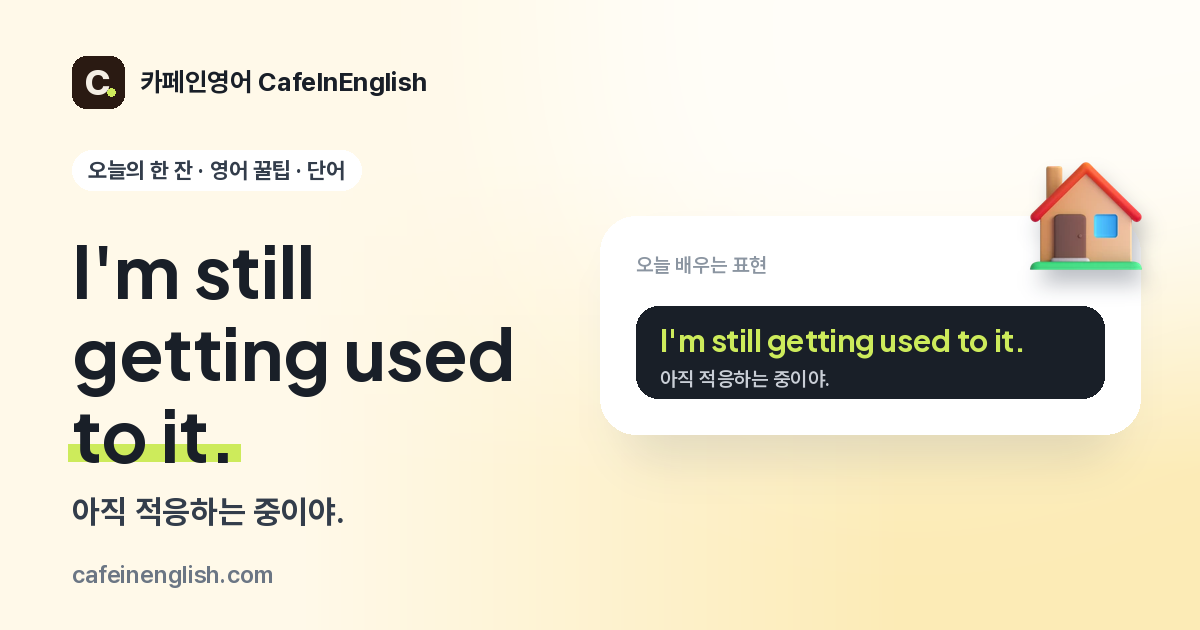 C
카페인영어 CafeInEnglish
오늘의 한 잔 · 영어 꿀팁 · 단어
I'm still
getting used
to it.
아직 적응하는 중이야.
cafeinenglish.com
오늘 배우는 표현
I'm still getting used to it.
아직 적응하는 중이야.